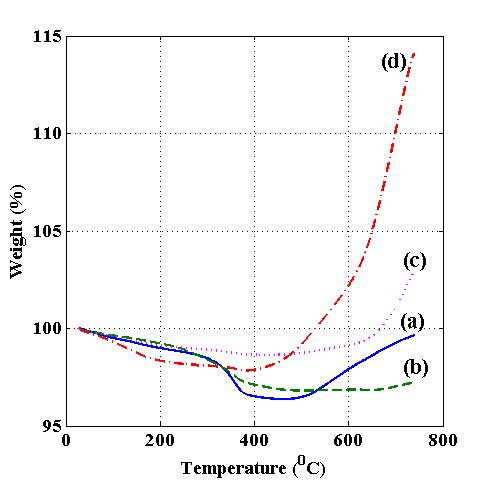 115
(d)
110
105
(c)
Weight (%)
100
(a)
(b)
95
0 200 400 600 800
Temperature (⁰C)